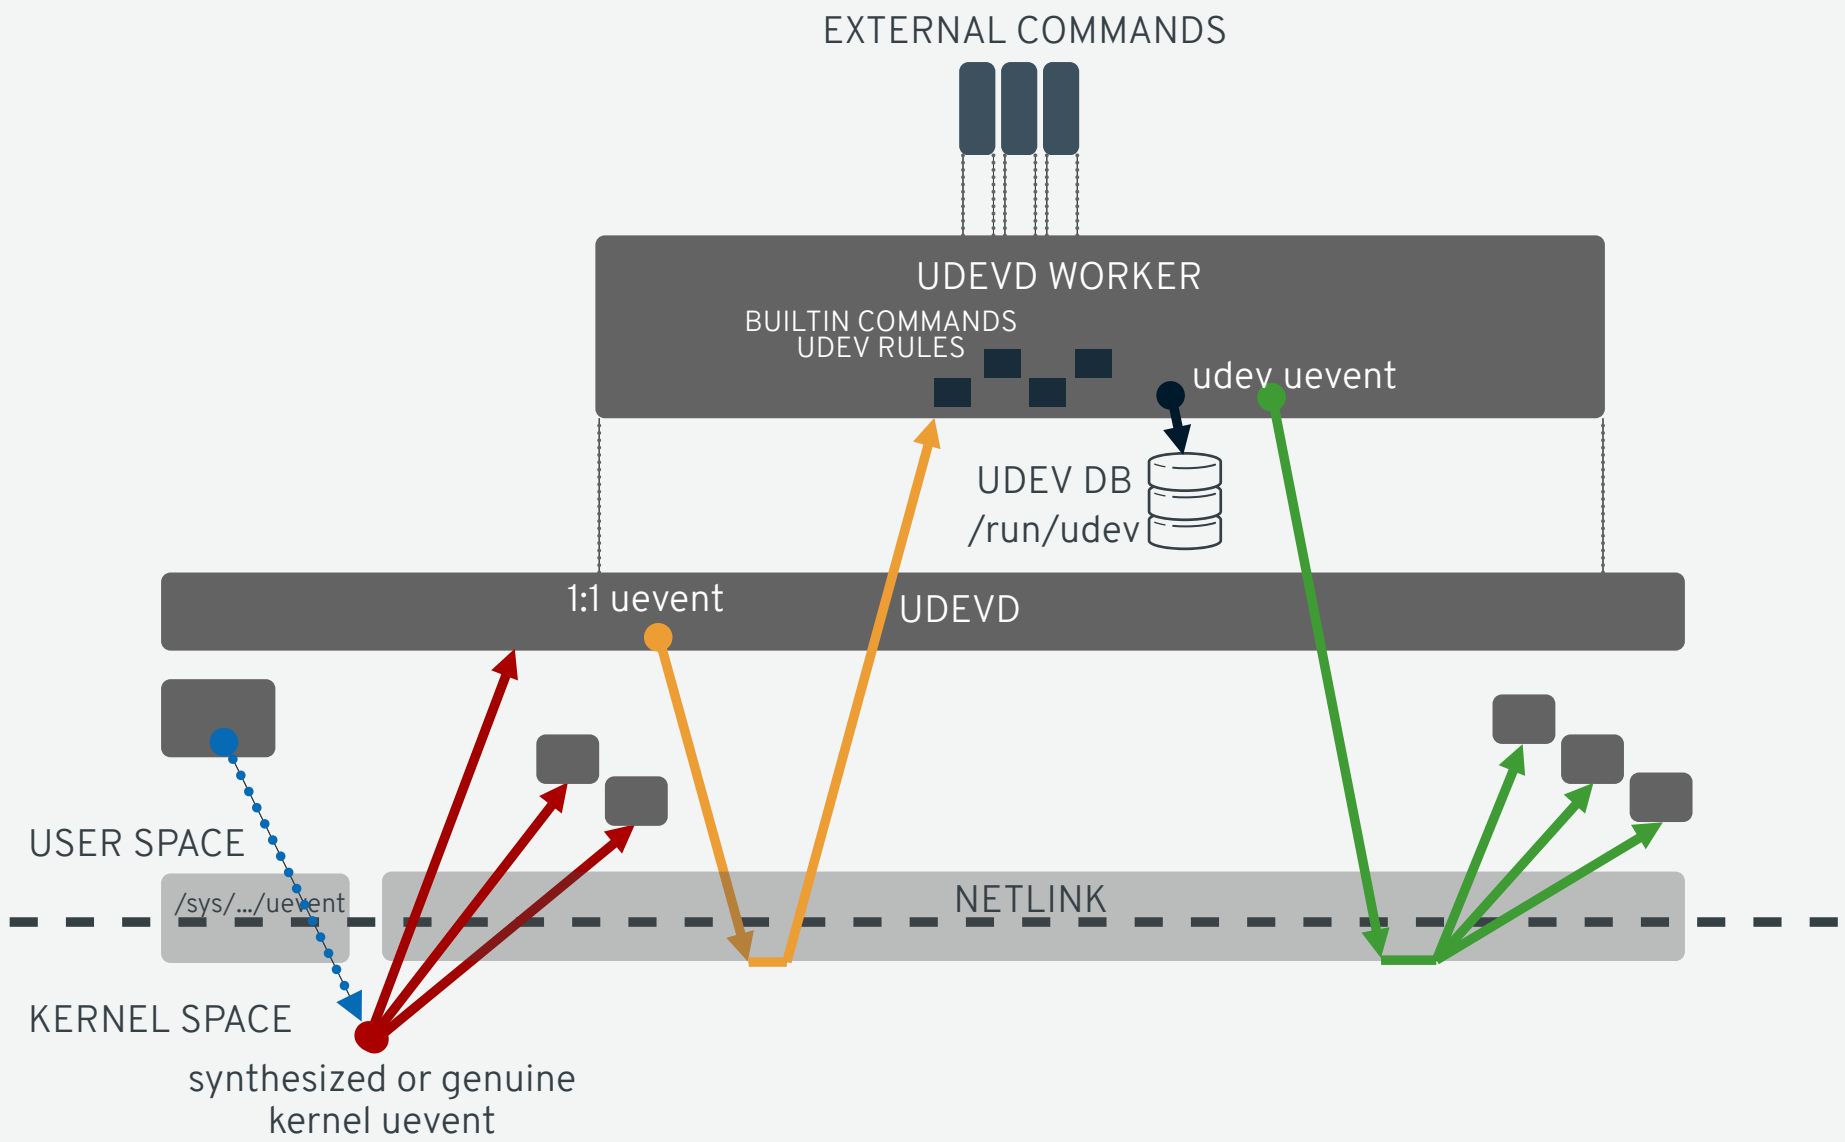 EXTERNAL COMMANDS
UDEVD WORKER
BUILTIN COMMANDS
UDEV RULES
udev uevent
UDEV DB
/run/udev
1:1 uevent
UDEVD
USER SPACE
/sys/.../uevent
NETLINK
KERNEL SPACE
synthesized or genuine
kernel uevent